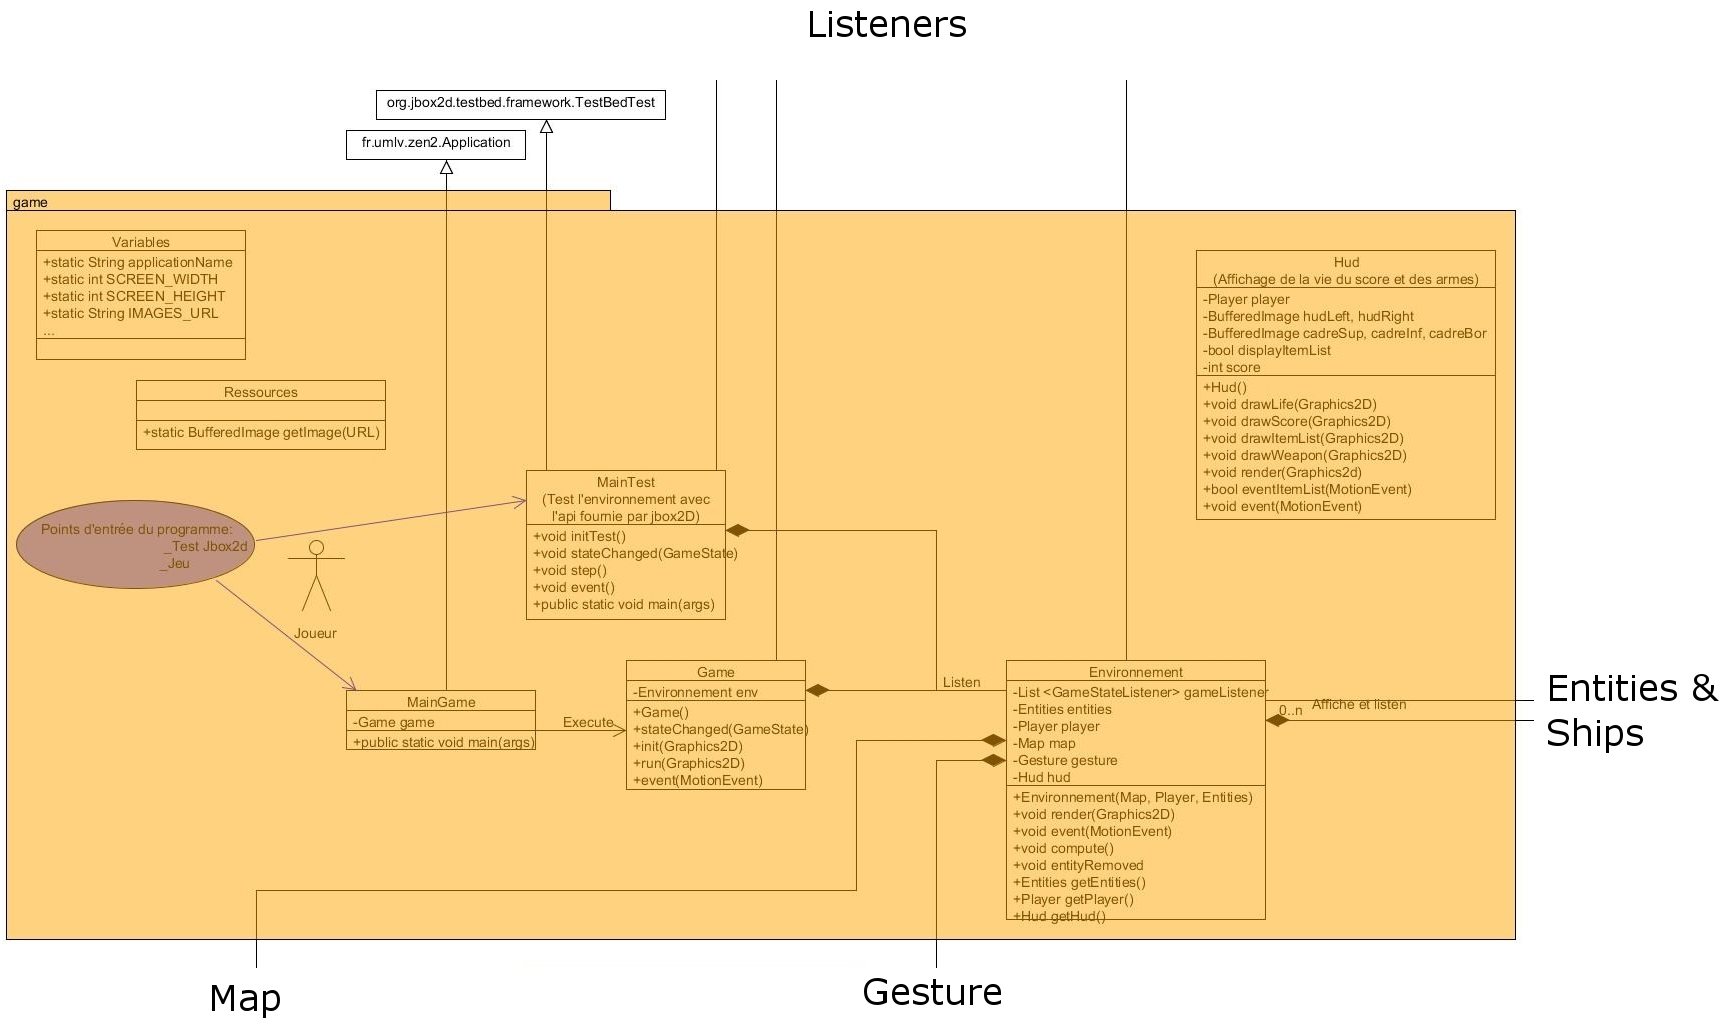 Listeners
org.jbox2d.testbed.framework.TestBedTest
fr.umlv.zen2.Application
game
Variables
+static String applicationName
+static int SCREEN_WIDTH
+static int SCREEN_HEIGHT
+static String IMAGES_URL
...
Hud
(Affichage de la vie du score et des armes)
-Player player
-BufferedImage hudLeft, hudRight
-BufferedImage cadreSup, cadreInf, cadreBor
-bool displayItemList
-int score
+Hud()
+void drawLife(Graphics2D)
+void drawScore(Graphics2D)
+void drawItemList(Graphics2D)
+void drawWeapon(Graphics2D)
+void render(Graphics2d)
+bool eventItemList(MotionEvent)
+void event(MotionEvent)
Ressources
+static BufferedImage getImage(URL)
MainTest
(Test l'environnement avec
l'api fournie par jbox2D)
+void initTest()
+void stateChanged(GameState)
+void step()
+void event()
+public static void main(args)
Points d'entrée du programme:
_Test Jbox2d
_Jeu
Joueur
MainGame
-Game game
+public static void main(args)
Execute
Game
-Environnement env
+Game()
+stateChanged(GameState)
+init(Graphics2D)
+run(Graphics2D)
+event(MotionEvent)
Listen
Environnement
-List <GameStateListener> gameListener
-Entities entities
-Player player
-Map map
-Gesture gesture
-Hud hud
+Environnement(Map, Player, Entities)
+void render(Graphics2D)
+void event(MotionEvent)
+void compute()
+void entityRemoved
+Entities getEntities()
+Player getPlayer()
+Hud getHud()
0..n
Affiche et listen
Entities &
Ships
Map
Gesture